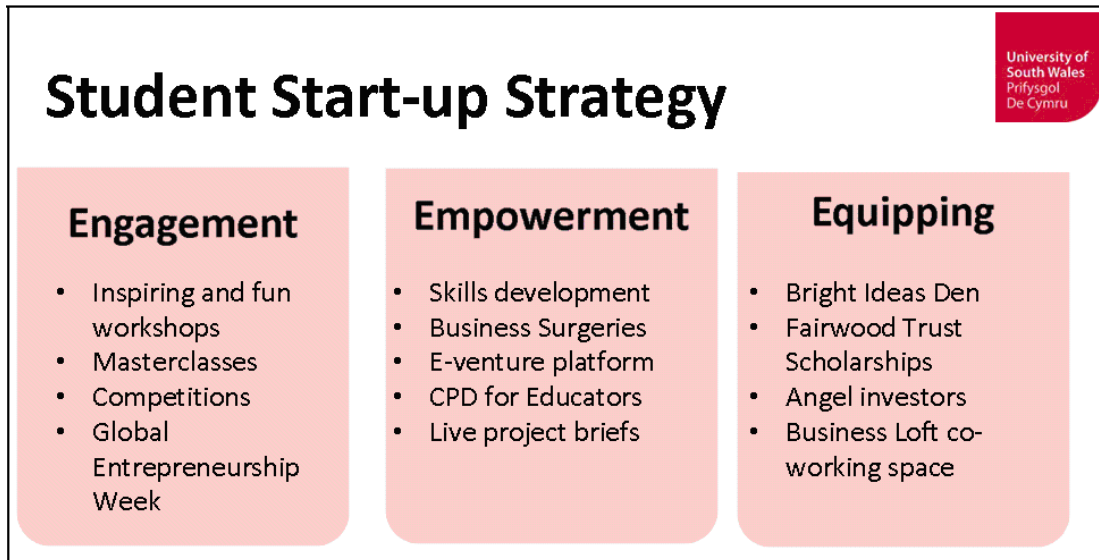 Student Start-up Strategy
University of
South Wales
Prifysgol
De Cymru
Engagement
• Inspiring and fun
workshops
• Masterclasses
• Competitions
• Global
Entrepreneurship
Week
Empowerment
• Skills development
• Business Surgeries
• E-venture platform
• CPD for Educators
• Live project briefs
Equipping
• Bright Ideas Den
• Fairwood Trust
Scholarships
• Angel investors
• Business Loft co-
working space